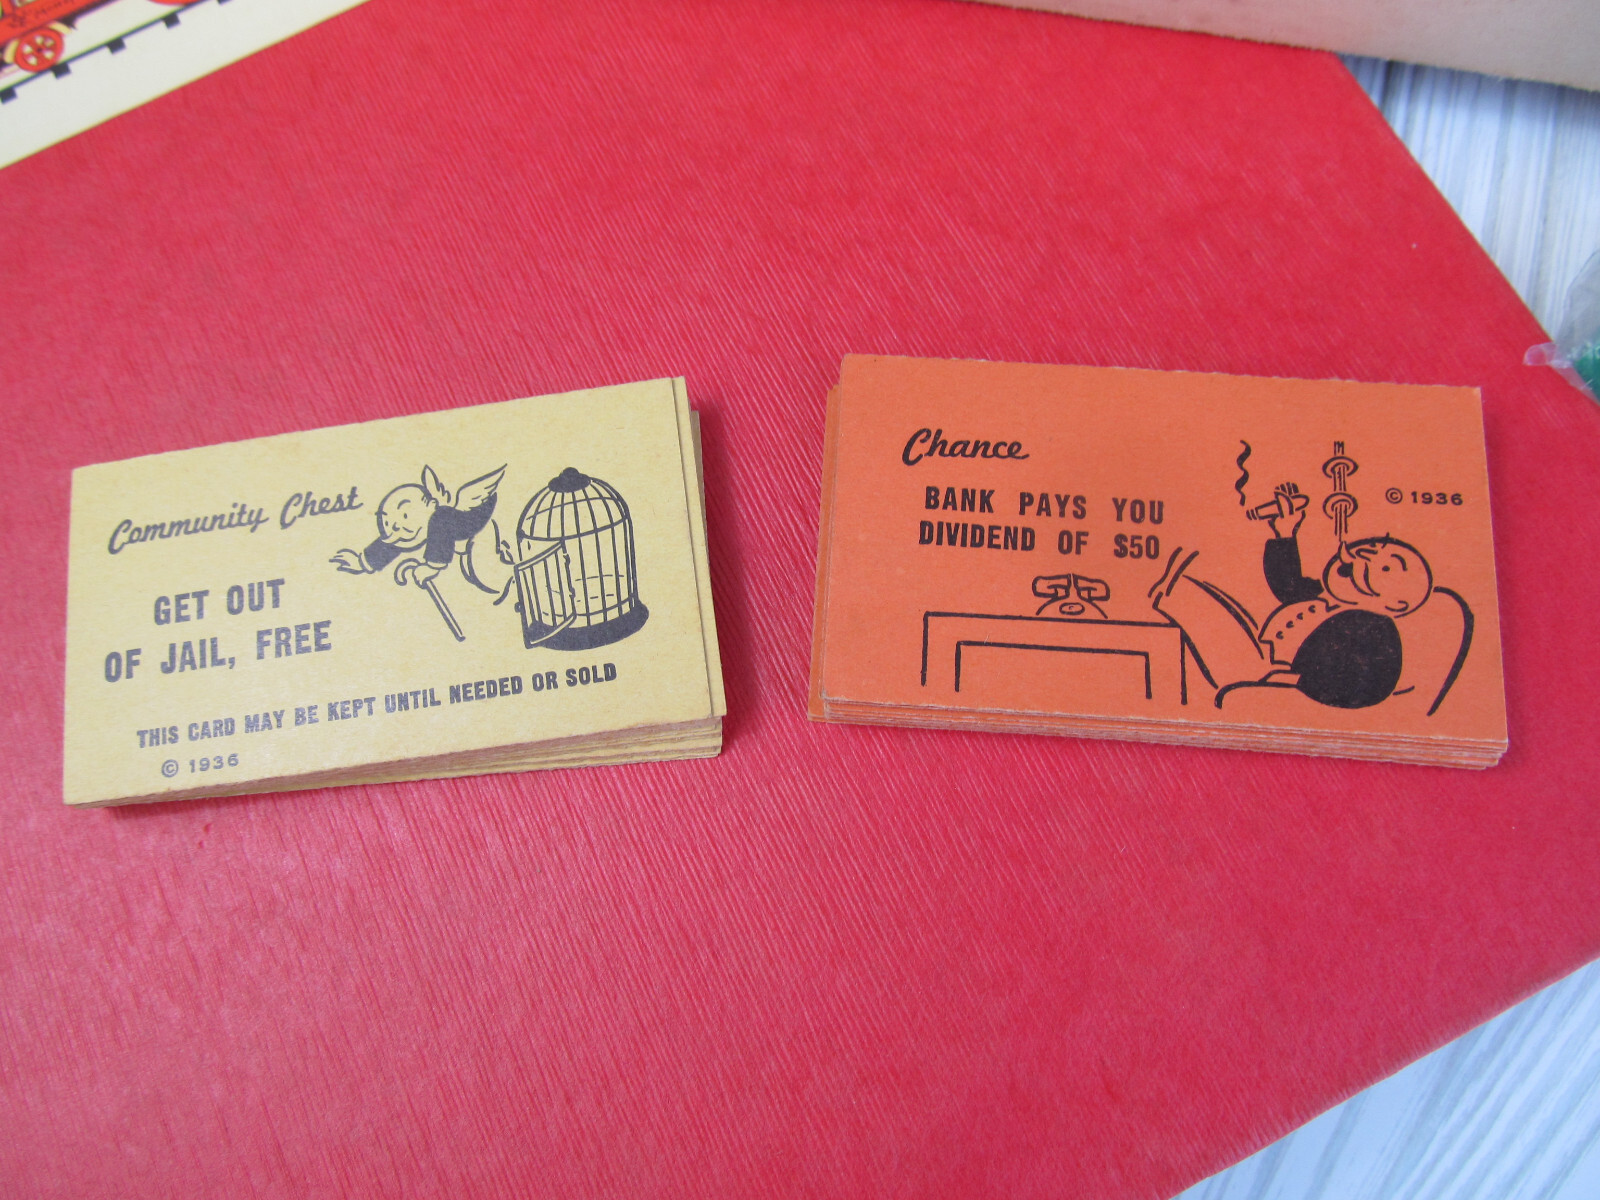 Community Chest
GET OUT
OF JAIL, FREE
THIS CARD MAY BE KEPT UNTIL NEEDED OR SOLD
© 1936
Chance
BANK PAYS YOU
DIVIDEND OF $50
© 1936